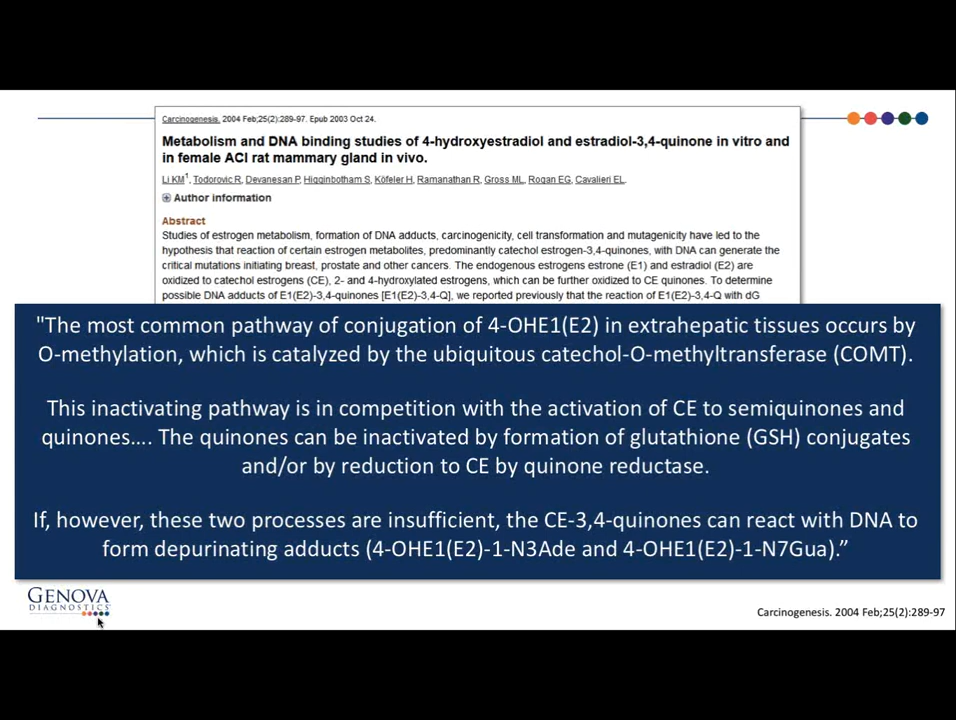 Carcinogenesis. 2004 Feb;25(2):289-97. Epub 2003 Oct 24.
Metabolism and DNA binding studies of 4-hydroxyestradiol and estradiol-3,4-quinone in vitro and
in female ACI rat mammary gland in vivo.
Li KM1, Todorovic R, Devanesan P, Higginbotham S, Köfeler H, Ramanathan R, Gross ML, Rogan EG, Cavalieri EL.
Author information
Abstract
Studies of estrogen metabolism, formation of DNA adducts, carcinogenicity, cell transformation and mutagenicity have led to the
hypothesis that reaction of certain estrogen metabolites, predominantly catechol estrogen-3,4-quinones, with DNA can generate the
critical mutations initiating breast, prostate and other cancers. The endogenous estrogens estrone (E1) and estradiol (E2) are
oxidized to catechol estrogens (CE), 2- and 4-hydroxylated estrogens, which can be further oxidized to CE quinones. To determine
possible DNA adducts of E1(E2)-3,4-quinones [E1(E2)-3,4-Q], we reported previously that the reaction of E1(E2)-3,4-Q with dG
"The most common pathway of conjugation of 4-OHE1(E2) in extrahepatic tissues occurs by
O-methylation, which is catalyzed by the ubiquitous catechol-O-methyltransferase (COMT).
This inactivating pathway is in competition with the activation of CE to semiquinones and
quinones…. The quinones can be inactivated by formation of glutathione (GSH) conjugates
and/or by reduction to CE by quinone reductase.
If, however, these two processes are insufficient, the CE-3,4-quinones can react with DNA to
form depurinating adducts (4-OHE1(E2)-1-N3Ade and 4-OHE1(E2)-1-N7Gua).”
GENOVA
DIAGNOSTICS
Carcinogenesis. 2004 Feb;25(2):289-97